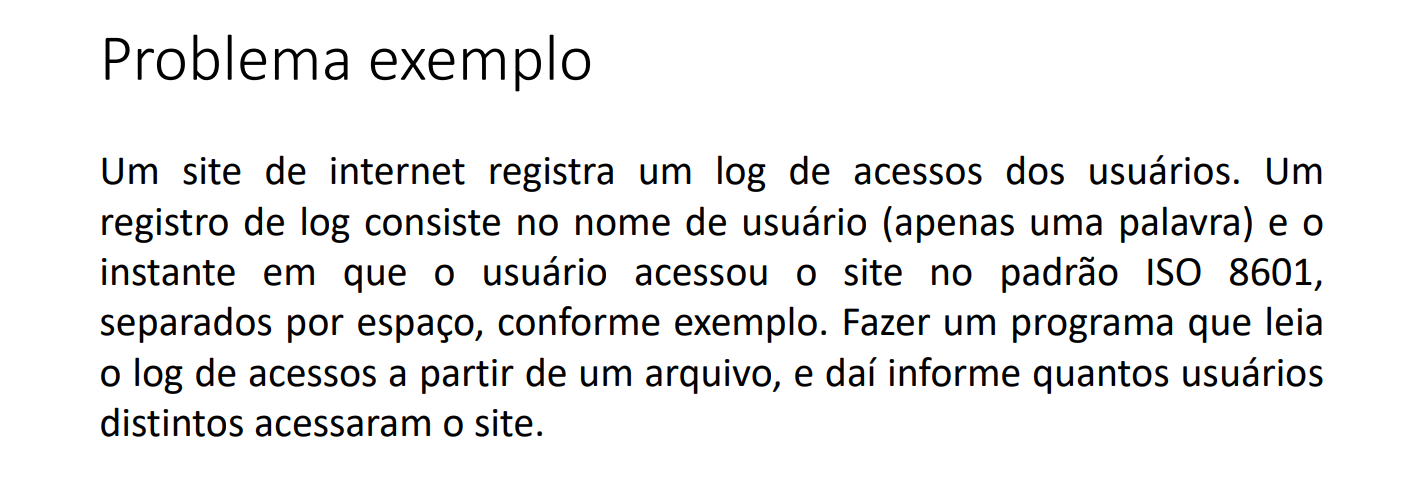 Problema exemplo
Um site de internet registra um log de acessos dos usuários. Um
registro de log consiste no nome de usuário (apenas uma palavra) e o
instante em que o usuário acessou o site no padrão ISO 8601,
separados por espaço, conforme exemplo. Fazer um programa que leia
o log de acessos a partir de um arquivo, e daí informe quantos usuários
distintos acessaram o site.